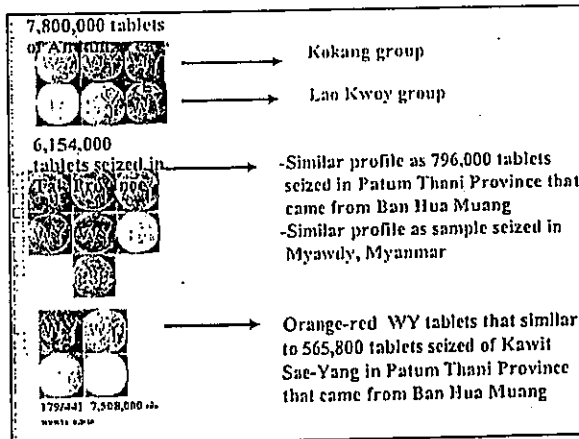 7,800,000 tablets
of
Kokang group
Lao Kwoy group
6,154,000
tablets seized in
-Similar profile as 796,000 tablets
seized in Patum Thani Province that
came from Ban Hua Muang
-Similar profile as sample seized in
Myawdy, Myanmar
Orange-red WY tablets that similar
to 565,800 tablets seized of Kawit
Sae-Yang in Patum Thani Province
that came from Ban Hua Muang
7,508,000